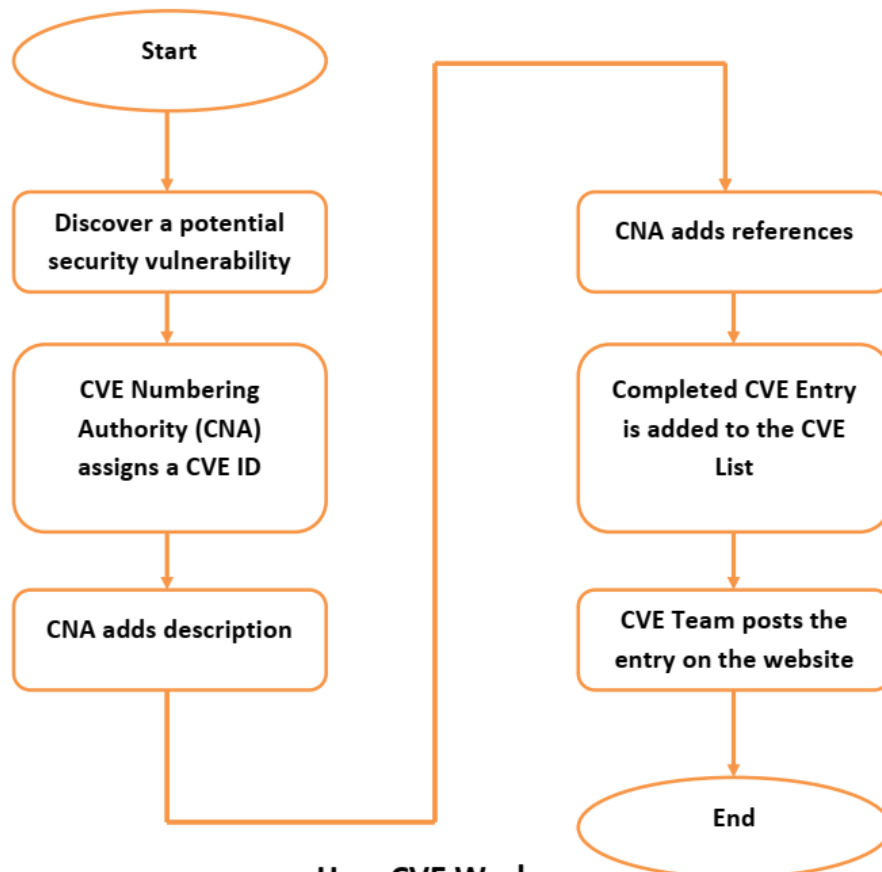 Start
Discover a potential
security vulnerability
CVE Numbering
Authority (CNA)
assigns a CVE ID
CNA adds description
CNA adds references
Completed CVE Entry
is added to the CVE
List
CVE Team posts the
entry on the website
End